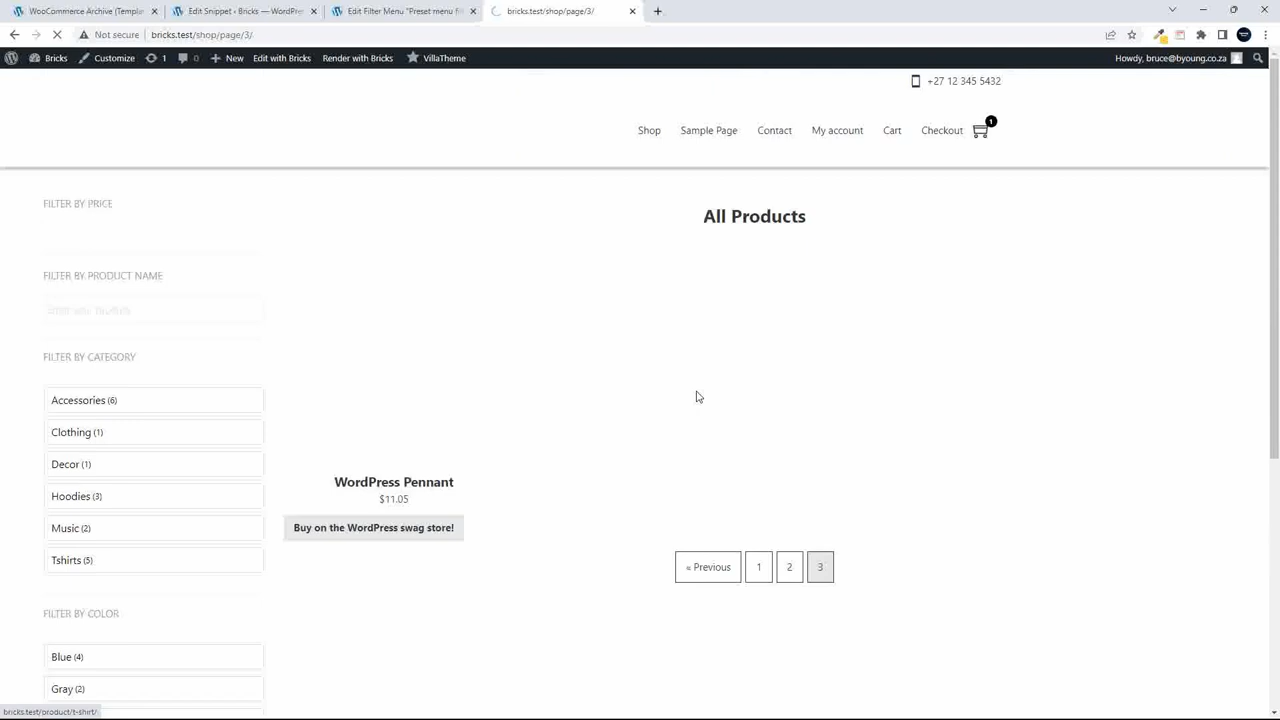 WooCommerce Archive (Templat
Edit Snippet ‹ Bricks — WordPre
Edit Filter Menu "Preset menu fil
bricks.test/shop/page/3/
Not secure
bricks.test/shop/page/3/
Bricks
Customize
1
0
New
Edit with Bricks
Render with Bricks
VillaTheme
Howdy, bruce@byoung.co.za
+27 12 345 5432
Shop
Sample Page
Contact
My account
Cart
Checkout
1
FILTER BY PRICE
All Products
FILTER BY PRODUCT NAME
FILTER BY CATEGORY
Accessories (6)
Clothing (1)
Decor (1)
Hoodies (3)
Music (2)
Tshirts (5)
WordPress Pennant
$11.05
Buy on the WordPress swag store!
« Previous
1
2
3
FILTER BY COLOR
Blue (4)
Gray (2)
bricks.test/product/t-shirt/